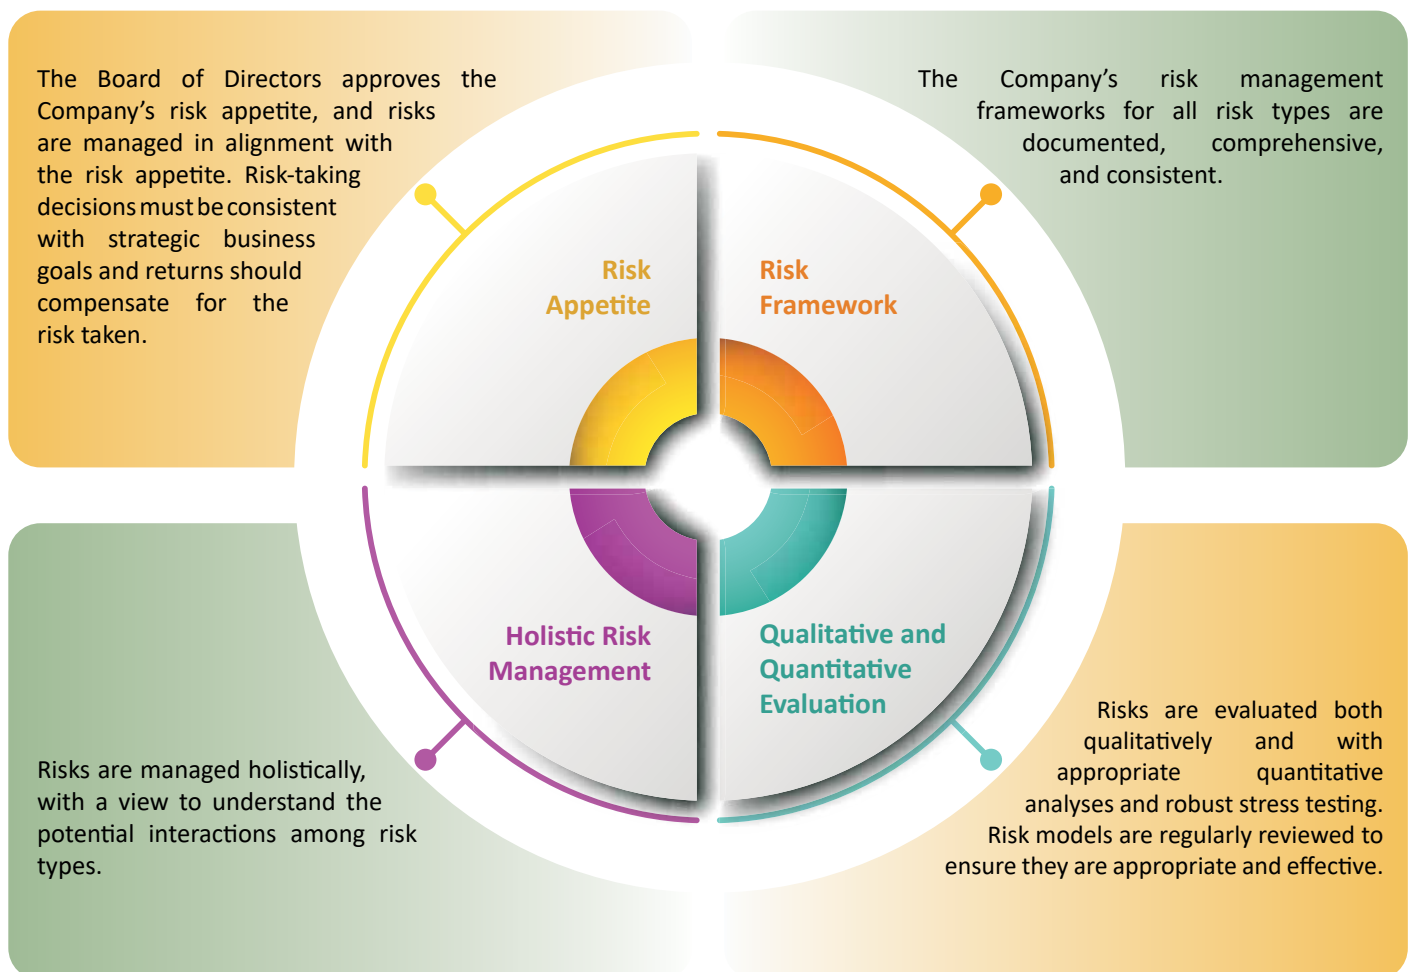 The Board of Directors approves the
Company’s risk appetite, and risks
are managed in alignment with
the risk appetite. Risk-taking
decisions must be consistent
with strategic business
goals and returns should
compensate for the
risk taken.
The Company’s risk management
frameworks for all risk types are
documented, comprehensive,
and consistent.
Risk
Appetite
Risk
Framework
Holistic Risk
Management
Qualitative and
Quantitative
Evaluation
Risks are managed holistically,
with a view to understand the
potential interactions among risk
types.
Risks are evaluated both
qualitatively and with
appropriate quantitative
analyses and robust stress testing.
Risk models are regularly reviewed to
ensure they are appropriate and effective.